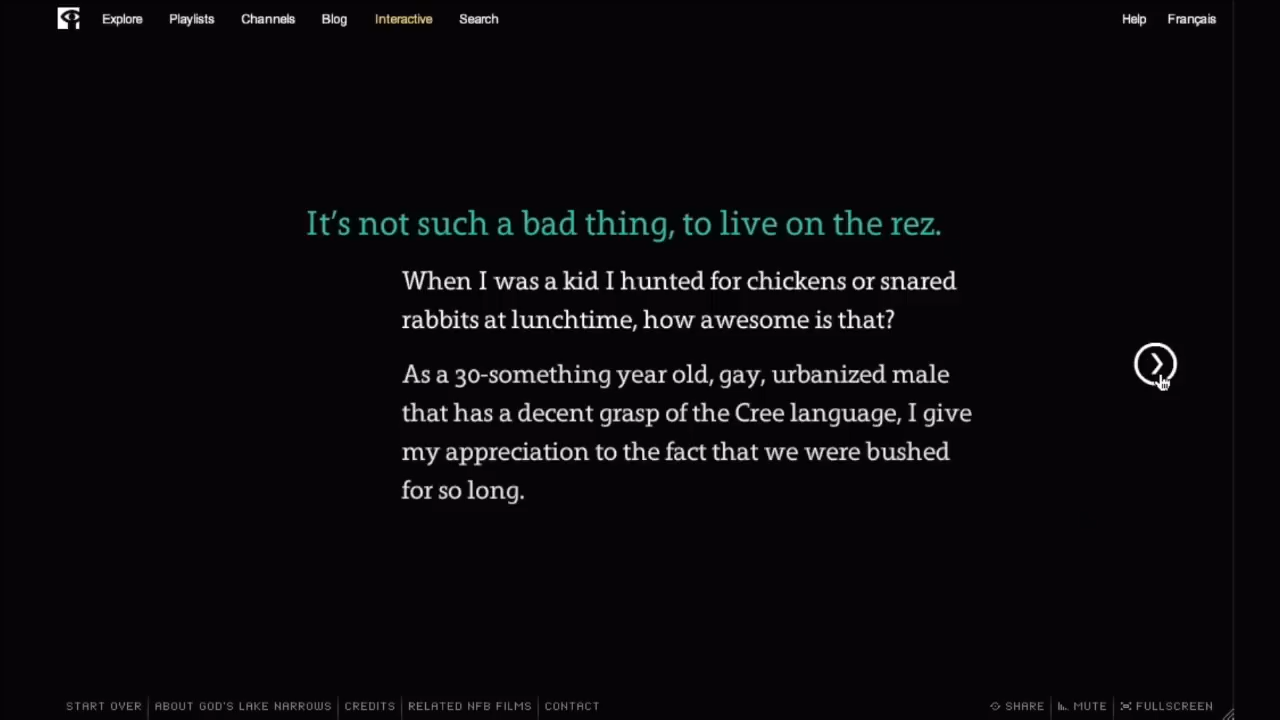 Explore Playlists Channels Blog Interactive Search Help Français
It's not such a bad thing, to live on the rez.
When I was a kid I hunted for chickens or snared
rabbits at lunchtime, how awesome is that?
As a 30-something year old, gay, urbanized male
that has a decent grasp of the Cree language, I give
my appreciation to the fact that we were bushed
for so long.
START OVER ABOUT GOD'S LAKE NARROWS CREDITS RELATED NFB FILMS CONTACT SHARE MUTE FULLSCREEN